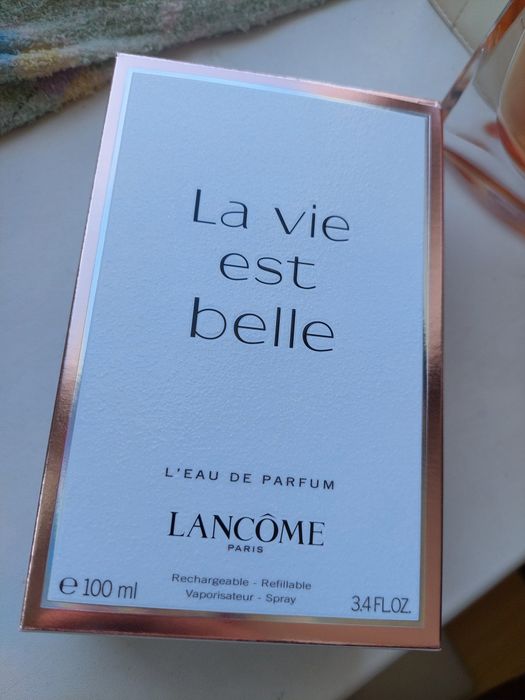 La vie
est
belle
L'EAU DE PARFUM
LANCÔME
PARIS
Rechargeable - Refillable
Vaporisateur - Spray
℮ 100 ml
3.4 FL.OZ.